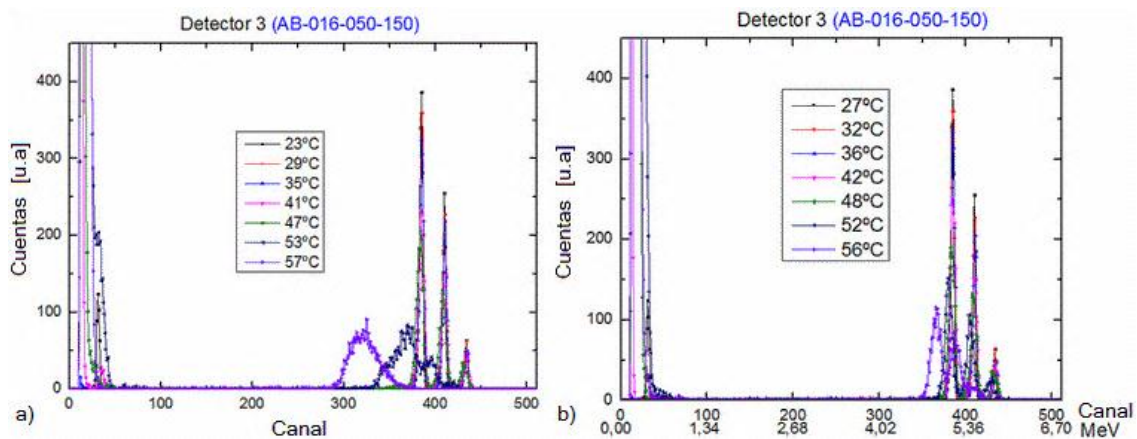 Detector 3 (AB-016-050-150)
Cuentas [u.a]
400
300
200
100
0
23ºC
29ºC
35ºC
41ºC
47ºC
53ºC
57ºC
0 100 200 300 400 500
Canal
a)
Detector 3 (AB-016-050-150)
Cuentas [u.a]
400
300
200
100
0
27ºC
32ºC
36ºC
42ºC
48ºC
52ºC
56ºC
0 100 200 300 400 500 Canal
0,00 1,34 2,68 4,02 5,36 6,70 MeV
b)